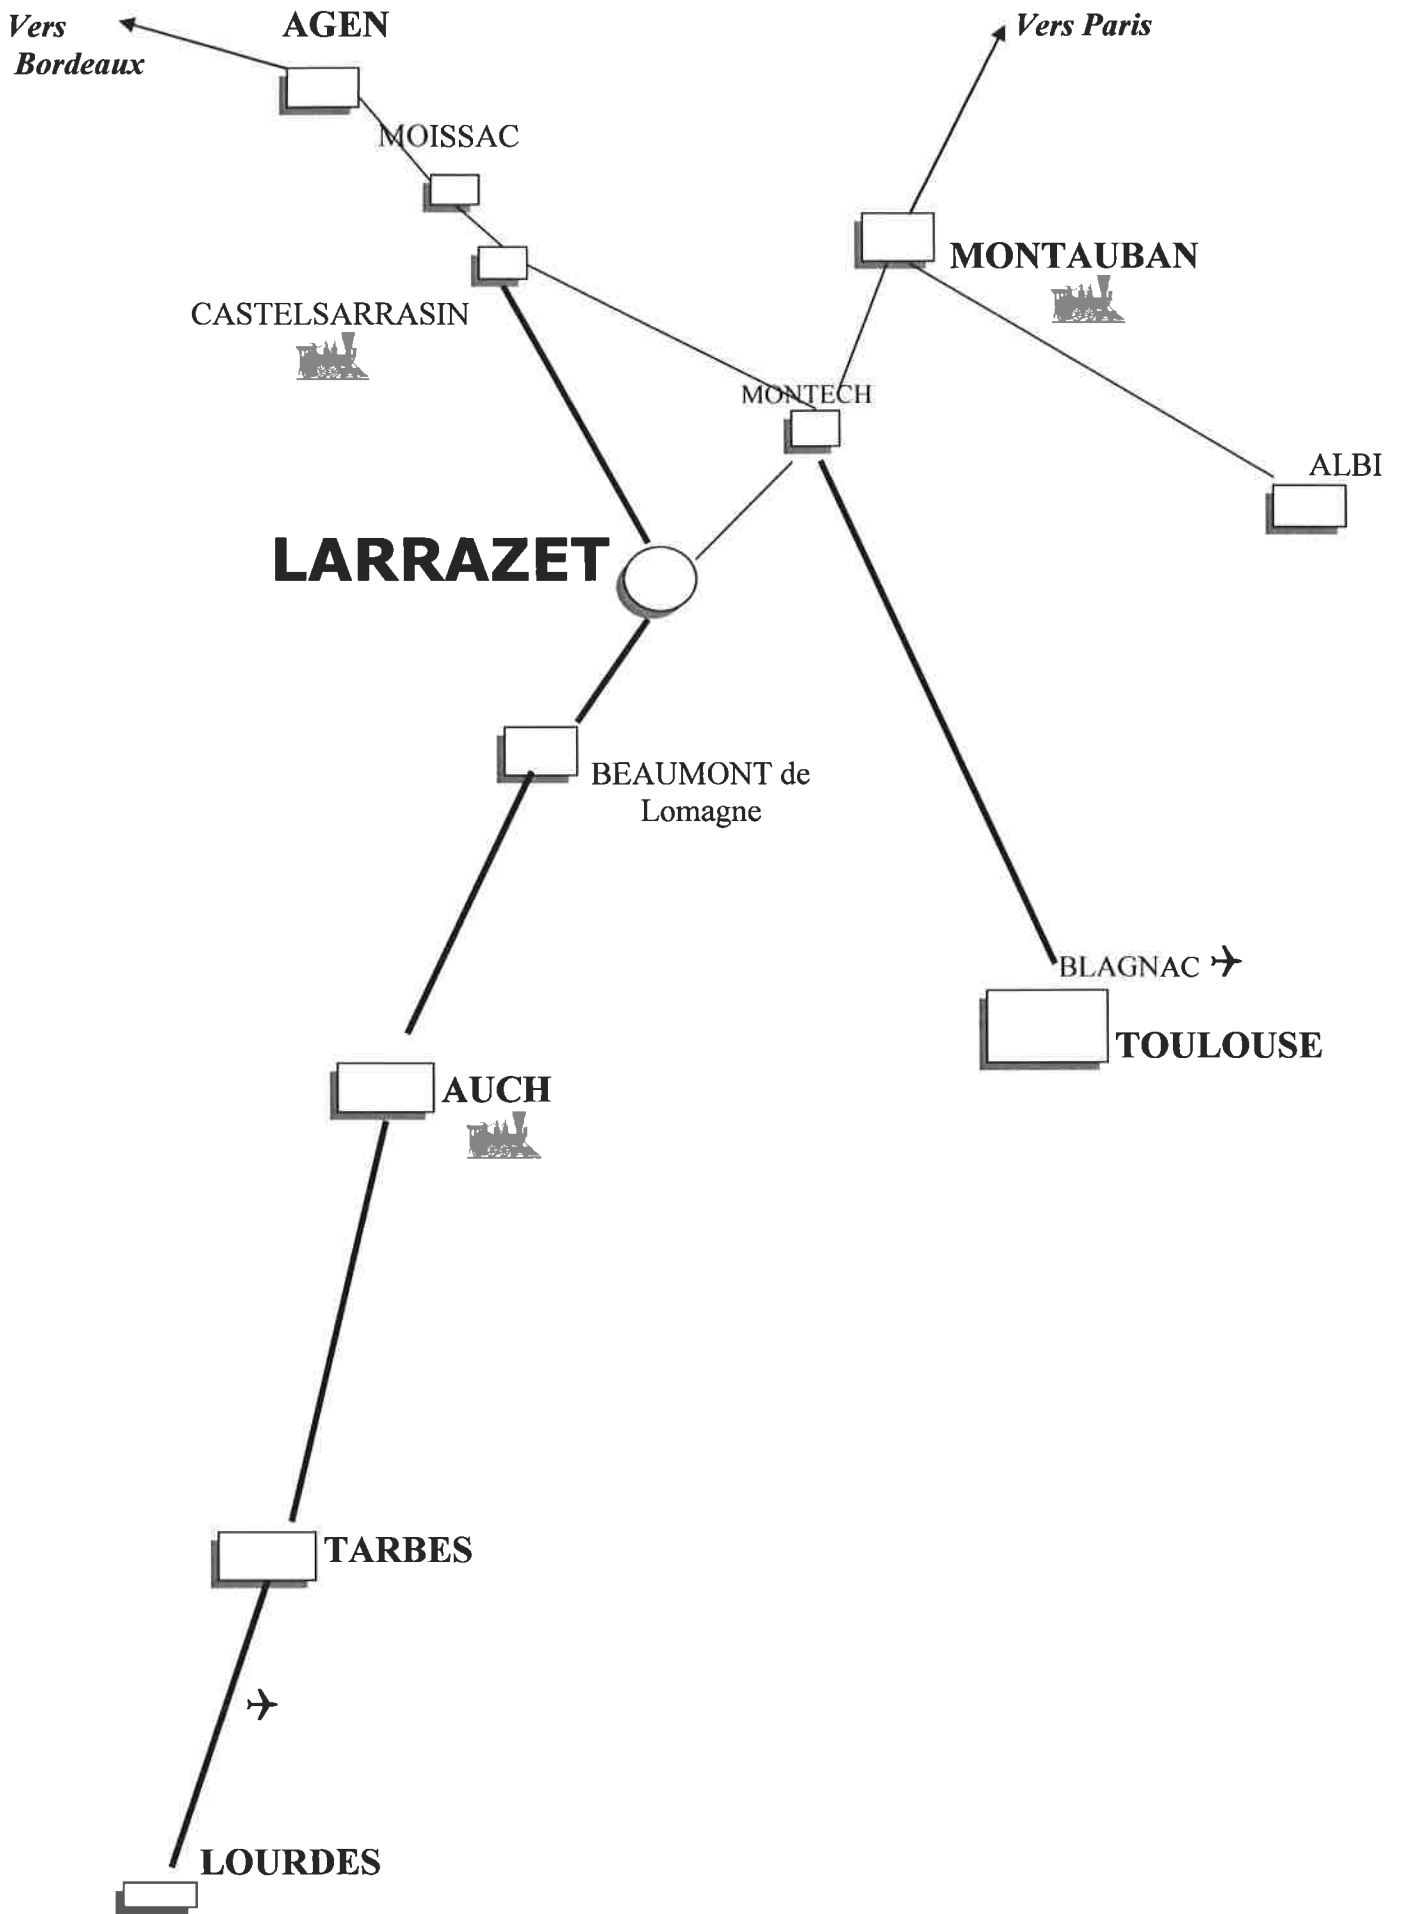 Vers
Bordeaux
AGEN
Vers Paris
MOISSAC
MONTAUBAN
CASTELSARRASIN
MONTECH
ALBI
LARRAZET
BEAUMONT de
Lomagne
BLAGNAC
TOULOUSE
AUCH
TARBES
LOURDES